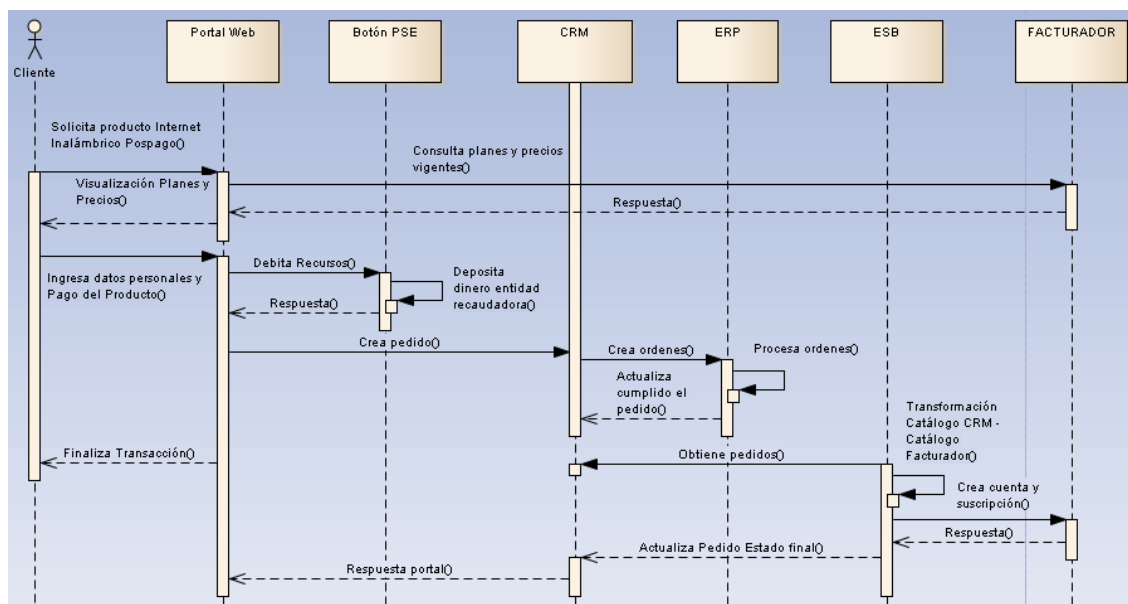 Portal Web
Botón PSE
CRM
ERP
ESB
FACTURADOR
Cliente
Solicita producto Internet
Inalámbrico Pospago()
Consulta planes y precios
vigentes()
Visualización Planes y
Precios()
Respuesta()
Ingresa datos personales y
Pago del Producto()
Debita Recursos()
Deposita
dinero entidad
recaudadora()
Respuesta()
Crea pedido()
Crea ordenes()
Procesa ordenes()
Actualiza
cumplido el
pedido()
Transformación
Catálogo CRM -
Catálogo
Facturador()
Finaliza Transacción()
Obtiene pedidos()
Crea cuenta y
suscripción()
Respuesta()
Actualiza Pedido Estado final()
Respuesta portal()